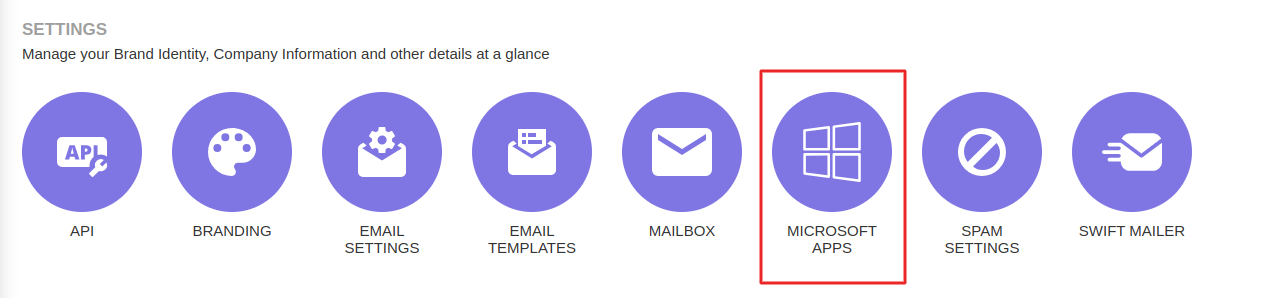 SETTINGS
Manage your Brand Identity, Company Information and other details at a glance
API
API
BRANDING
EMAIL
SETTINGS
EMAIL
TEMPLATES
MAILBOX
MICROSOFT
APPS
SPAM
SETTINGS
SWIFT MAILER